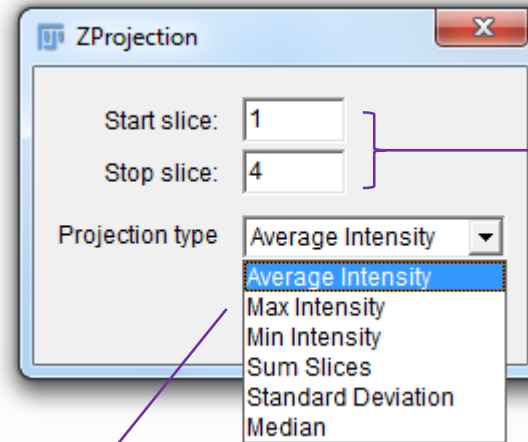 ZProjection
Start slice: 1
Stop slice: 4
Projection type Average Intensity
Average Intensity
Max Intensity
Min Intensity
Sum Slices
Standard Deviation
Median